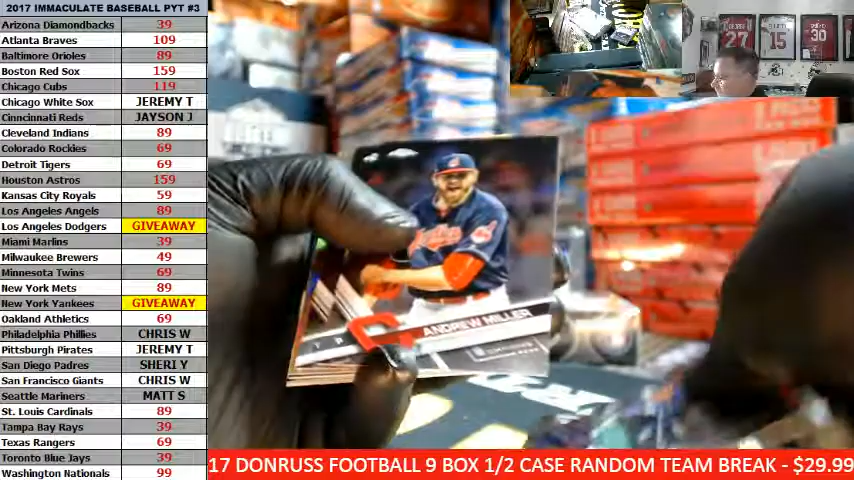 2017 IMMACULATE BASEBALL PYT #3
Arizona Diamondbacks 39
Atlanta Braves 109
Baltimore Orioles 89
Boston Red Sox 159
Chicago Cubs 119
Chicago White Sox JEREMY T
Cinncinati Reds JAYSON J
Cleveland Indians 89
Colorado Rockies 69
Detroit Tigers 69
Houston Astros 159
Kansas City Royals 59
Los Angeles Angels 89
Los Angeles Dodgers GIVEAWAY
Miami Marlins 39
Milwaukee Brewers 49
Minnesota Twins 69
New York Mets 89
New York Yankees GIVEAWAY
Oakland Athletics 69
Philadelphia Phillies CHRIS W
Pittsburgh Pirates JEREMY T
San Diego Padres SHERI Y
San Francisco Giants CHRIS W
Seattle Mariners MATT S
St. Louis Cardinals 89
Tampa Bay Rays 39
Texas Rangers 69
Toronto Blue Jays 39
Washington Nationals 99
27
15
30
Indians
ANDREW MILLER
17 DONRUSS FOOTBALL 9 BOX 1/2 CASE RANDOM TEAM BREAK - $29.99